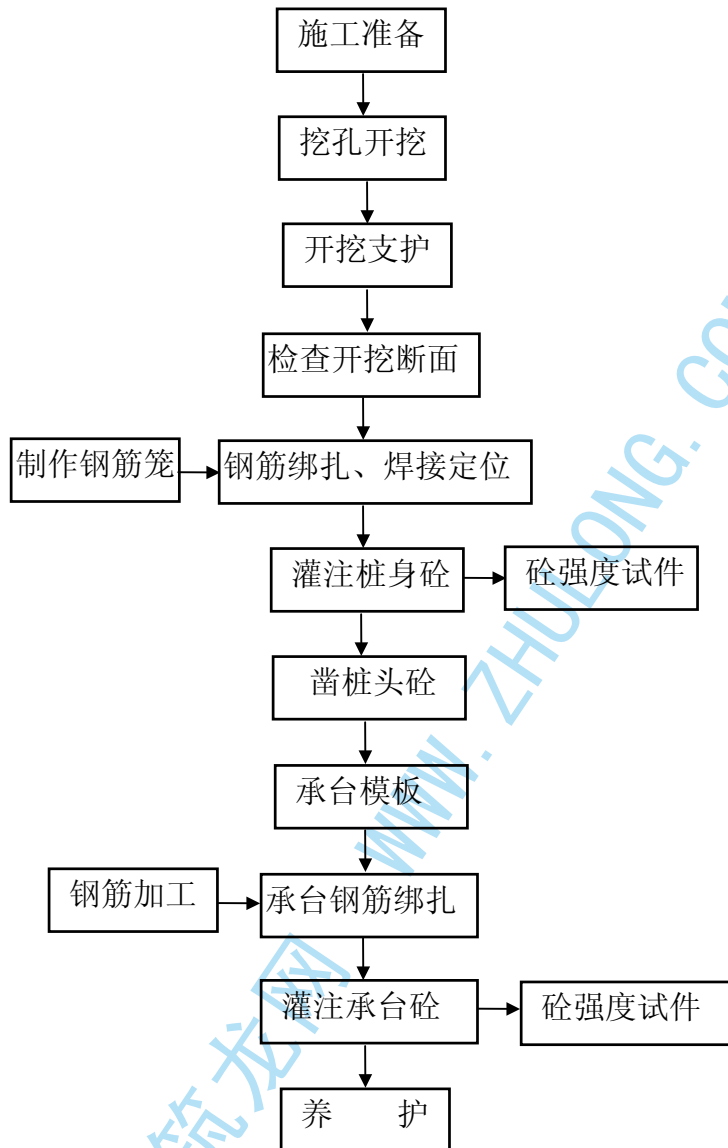 施工准备
挖孔开挖
开挖支护
检查开挖断面
制作钢筋笼
钢筋绑扎、焊接定位
灌注桩身砼
砼强度试件
凿桩头砼
承台模板
钢筋加工
承台钢筋绑扎
灌注承台砼
砼强度试件
养 护
筑龙网 WWW.ZHULONG.COM